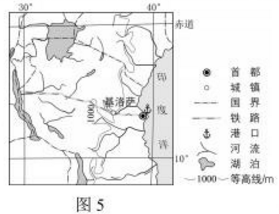 30° 40°
赤道
印度洋
基洛萨
1000
10°
首都
城镇
国界
铁路
港口
河流
湖泊
1000 等高线/m
图 5